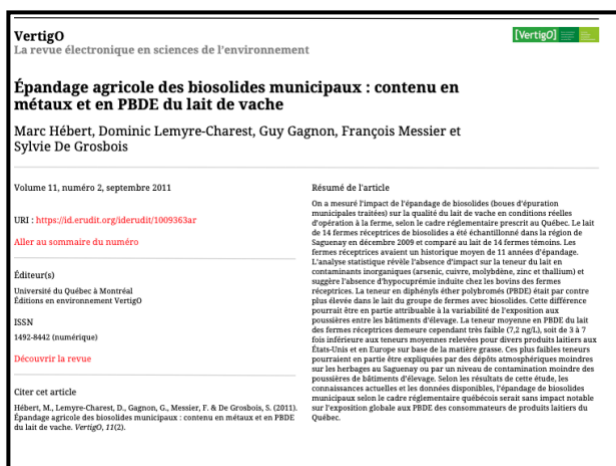 VertigO
La revue électronique en sciences de l'environnement
[VertigO]
Épandage agricole des biosolides municipaux : contenu en
métaux et en PBDE du lait de vache
Marc Hébert, Dominic Lemyre-Charest, Guy Gagnon, François Messier et
Sylvie De Grosbois
Volume 11, numéro 2, septembre 2011
URI : https://id.erudit.org/iderudit/1009363ar
Aller au sommaire du numéro
Éditeur(s)
Université du Québec à Montréal
Éditions en environnement VertigO
ISSN
1492-8442 (numérique)
Découvrir la revue
Citer cet article
Hébert, M., Lemyre-Charest, D., Gagnon, G., Messier, F. & De Grosbois, S. (2011).
Épandage agricole des biosolides municipaux : contenu en métaux et en PBDE
du lait de vache. VertigO, 11(2).
Résumé de l'article
On a mesuré l'impact de l'épandage de biosolides (boues d'épuration
municipales traitées) sur la qualité du lait de vache en conditions réelles
d'opération à la ferme, selon le cadre réglementaire prescrit au Québec. Le lait
de 14 fermes réceptrices de biosolides a été échantillonné dans la région de
Saguenay en décembre 2009 et comparé au lait de 14 fermes témoins. Les
fermes réceptrices avaient un historique moyen de 11 années d'épandage.
L'analyse statistique révèle l'absence d'impact sur la teneur du lait en
contaminants inorganiques (arsenic, cuivre, molybdène, zinc et thallium) et
suggère l'absence d'hypocuprémie induite chez les bovins des fermes
réceptrices. La teneur en diphényls éther polybromés (PBDE) était par contre
plus élevée dans le lait du groupe de fermes avec biosolides. Cette différence
pourrait être en partie attribuable à la variabilité de l'exposition aux
poussières entre les bâtiments d'élevage. La teneur moyenne en PBDE du lait
des fermes réceptrices demeure cependant très faible (7,2 ng/L), soit de 3 à 7
fois inférieure aux teneurs moyennes relevées pour divers produits laitiers aux
États-Unis et en Europe sur base de la matière grasse. Ces plus faibles teneurs
pourraient en partie être expliquées par des dépôts atmosphériques moindres
sur les herbages au Saguenay ou par un niveau de contamination moindre des
poussières de bâtiments d'élevage. Selon les résultats de cette étude, les
connaissances actuelles et les données disponibles, l'épandage de biosolides
municipaux selon le cadre réglementaire québécois serait sans impact notable
sur l'exposition globale aux PBDE des consommateurs de produits laitiers du
Québec.